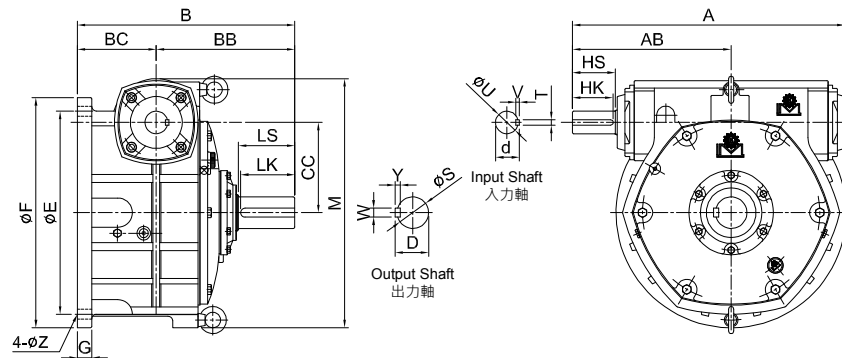 B
BC
BB
LS
LK
CC
M
øF
øE
4-øZ
G
øU
V
T
d
Input Shaft
入力軸
Y
øS
W
D
Output Shaft
出力軸
A
AB
HS
HK